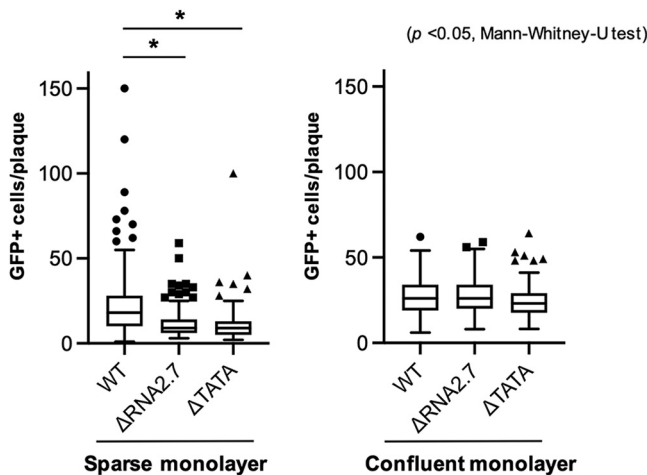 *
*
(p <0.05, Mann-Whitney-U test)
GFP+ cells/plaque
150
100
50
0
WT
ΔRNA2.7
ΔTATA
Sparse monolayer
GFP+ cells/plaque
150
100
50
0
WT
ΔRNA2.7
ΔTATA
Confluent monolayer